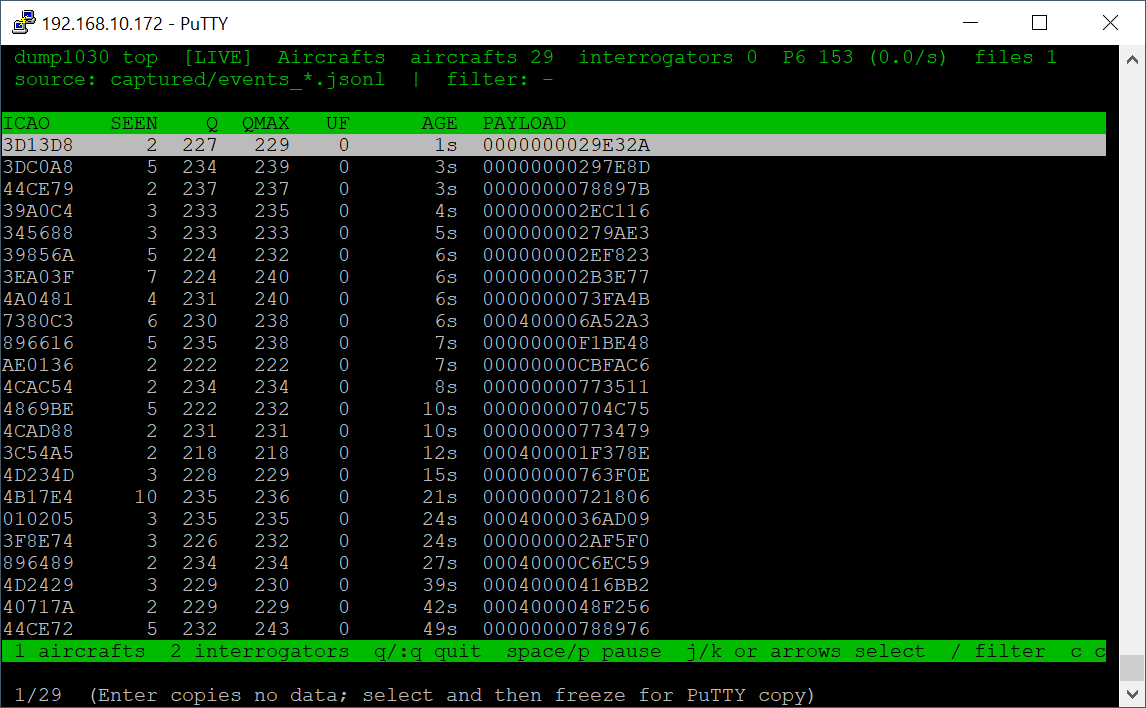 192.168.10.172 - PuTTY
dump1030 top [LIVE] Aircrafts aircrafts 29 interrogators 0 P6 153 (0.0/s) files 1
source: captured/events_*.jsonl | filter: -
ICAO SEEN Q QMAX UF AGE PAYLOAD
3D13D8 2 227 229 0 1s 0000000029E32A
3DC0A8 5 234 239 0 3s 00000000297E8D
44CE79 2 237 237 0 3s 0000000078897B
39A0C4 3 233 235 0 4s 000000002EC116
345688 3 233 233 0 5s 00000000279AE3
39856A 5 224 232 0 6s 000000002EF823
3EA03F 7 224 240 0 6s 000000002B3E77
4A0481 4 231 240 0 6s 0000000073FA4B
7380C3 6 230 238 0 6s 000400006A52A3
896616 5 235 238 0 7s 00000000F1BE48
AE0136 2 222 222 0 7s 00000000CBFAC6
4CAC54 2 234 234 0 8s 00000000773511
4869BE 5 222 232 0 10s 00000000704C75
4CAD88 2 231 231 0 10s 00000000773479
3C54A5 2 218 218 0 12s 000400001F378E
4D234D 3 228 229 0 15s 00000000763F0E
4B17E4 10 235 236 0 21s 00000000721806
010205 3 235 235 0 24s 0004000036AD09
3F8E74 3 226 232 0 24s 000000002AF5F0
896489 2 234 234 0 27s 00040000C6EC59
4D2429 3 229 230 0 39s 00040000416BB2
40717A 2 229 229 0 42s 0004000048F256
44CE72 5 232 243 0 49s 00000000788976
1 aircrafts 2 interrogators q/:q quit space/p pause j/k or arrows select / filter c c
1/29 (Enter copies no data; select and then freeze for PuTTY copy)